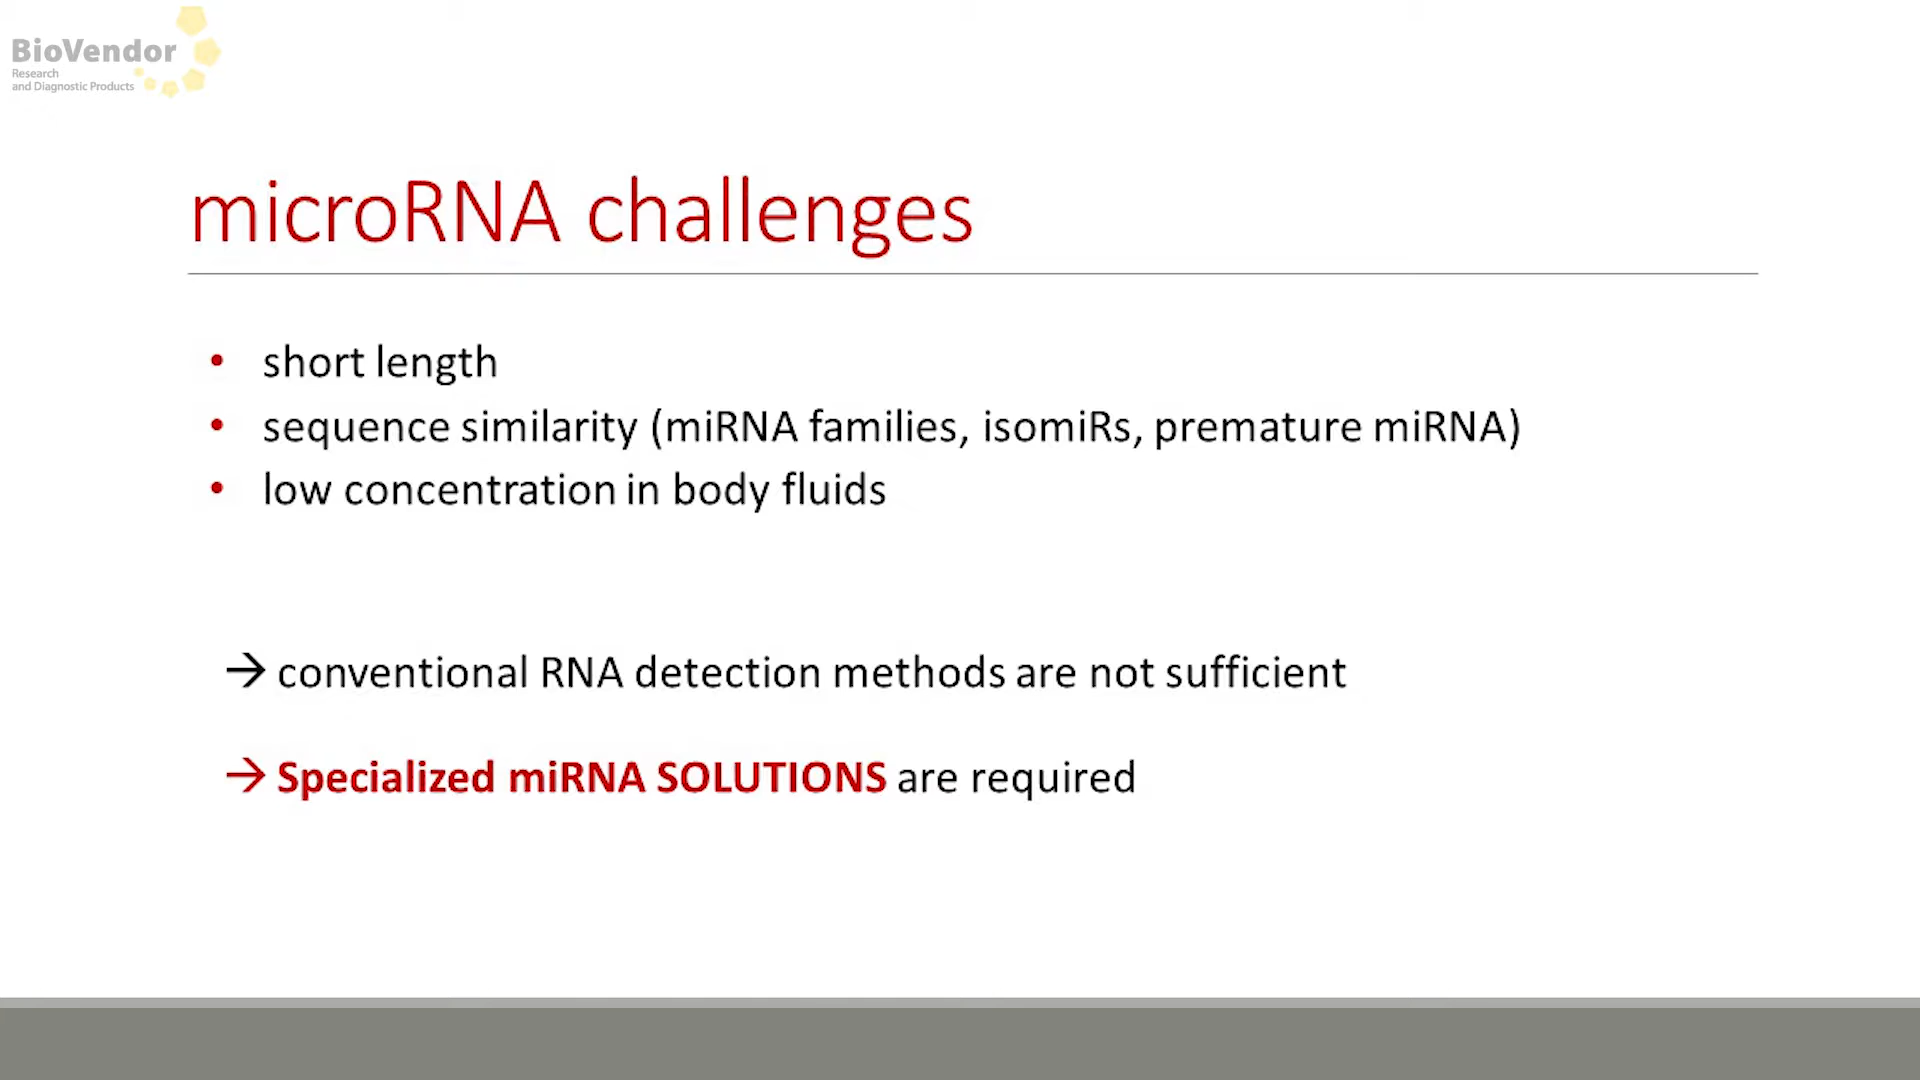 BioVendor
Research
and Diagnostic Products
microRNA challenges
• short length
• sequence similarity (miRNA families, isomiRs, premature miRNA)
• low concentration in body fluids
→ conventional RNA detection methods are not sufficient
→ Specialized miRNA SOLUTIONS are required